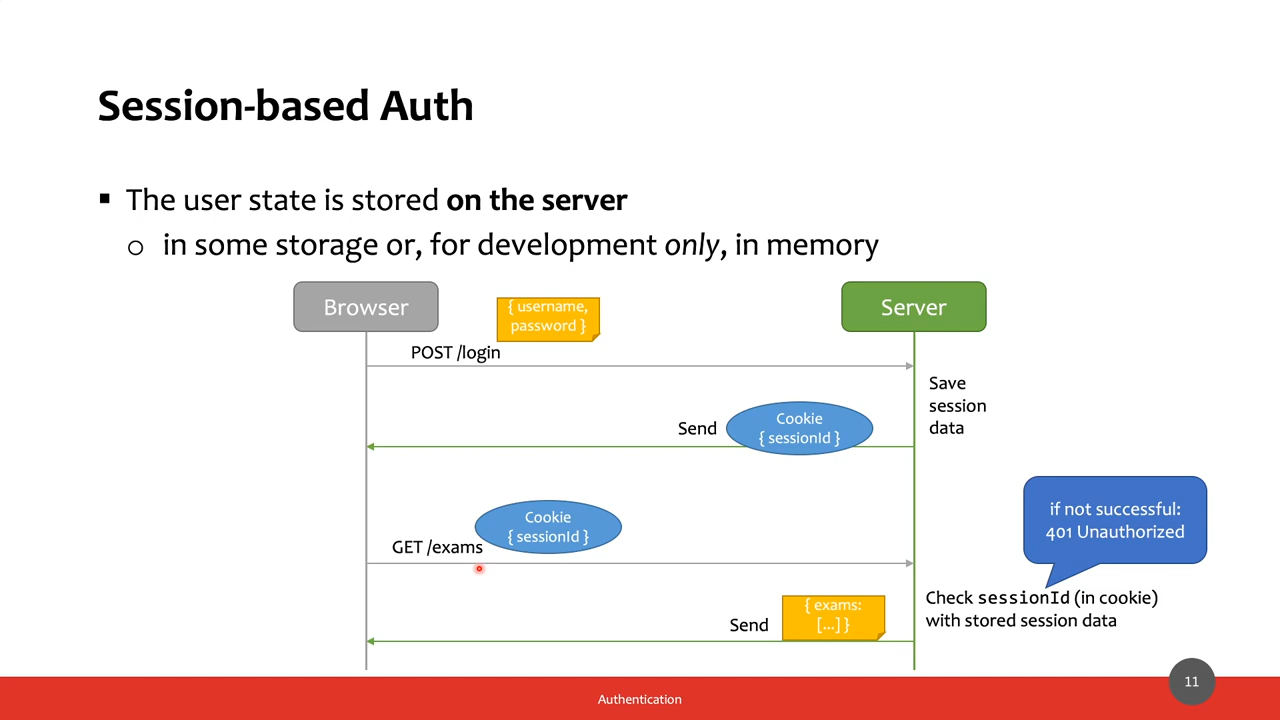 Session-based Auth
▪ The user state is stored on the server
o in some storage or, for development only, in memory
Browser
{ username,
password }
Server
POST /login
Save
session
data
Send
Cookie
{ sessionId }
Cookie
{ sessionId }
GET /exams
if not successful:
401 Unauthorized
Check sessionId (in cookie)
with stored session data
Send
{ exams:
[...] }
Authentication
11